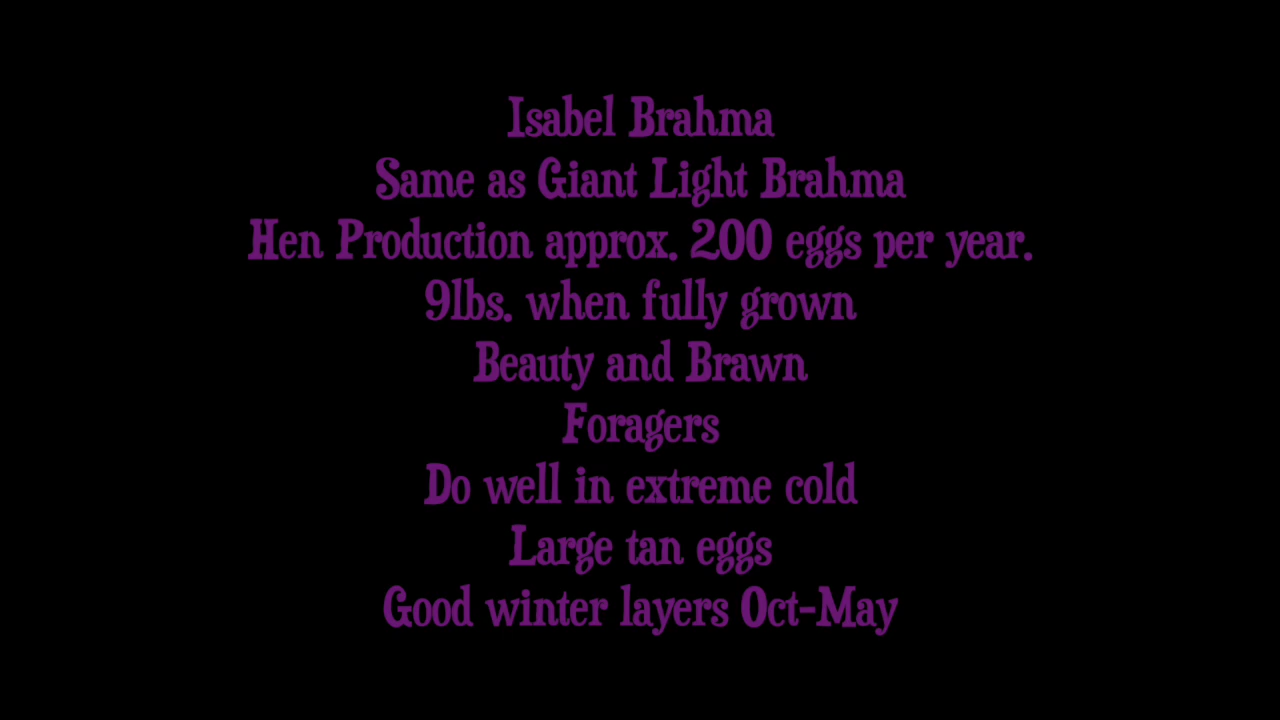 Isabel Brahma
Same as Giant Light Brahma
Hen Production approx. 200 eggs per year.
9lbs. when fully grown
Beauty and Brawn
Foragers
Do well in extreme cold
Large tan eggs
Good winter layers Oct-May